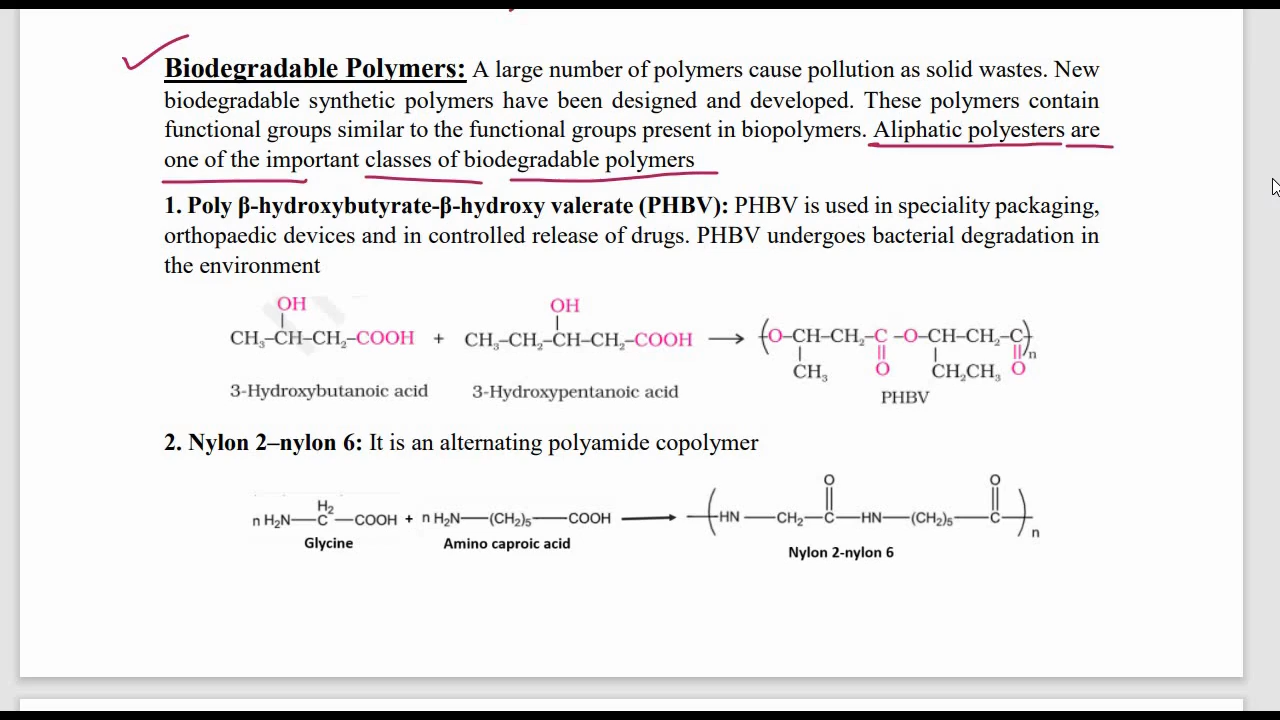 Biodegradable Polymers: A large number of polymers cause pollution as solid wastes. New
biodegradable synthetic polymers have been designed and developed. These polymers contain
functional groups similar to the functional groups present in biopolymers. Aliphatic polyesters are
one of the important classes of biodegradable polymers
1. Poly β-hydroxybutyrate-β-hydroxy valerate (PHBV): PHBV is used in speciality packaging,
orthopaedic devices and in controlled release of drugs. PHBV undergoes bacterial degradation in
the environment
OH OH
CH₃–CH–CH₂–COOH + CH₃–CH₂–CH–CH₂–COOH → (O–CH–CH₂–C–O–CH–CH₂–C)n
CH₃ O CH₂CH₃ O
3-Hydroxybutanoic acid 3-Hydroxypentanoic acid PHBV
2. Nylon 2–nylon 6: It is an alternating polyamide copolymer
H₂ O O
n H₂N—C—COOH + n H₂N—(CH₂)₅—COOH → (HN—CH₂—C—HN—(CH₂)₅—C)n
Glycine Amino caproic acid Nylon 2-nylon 6